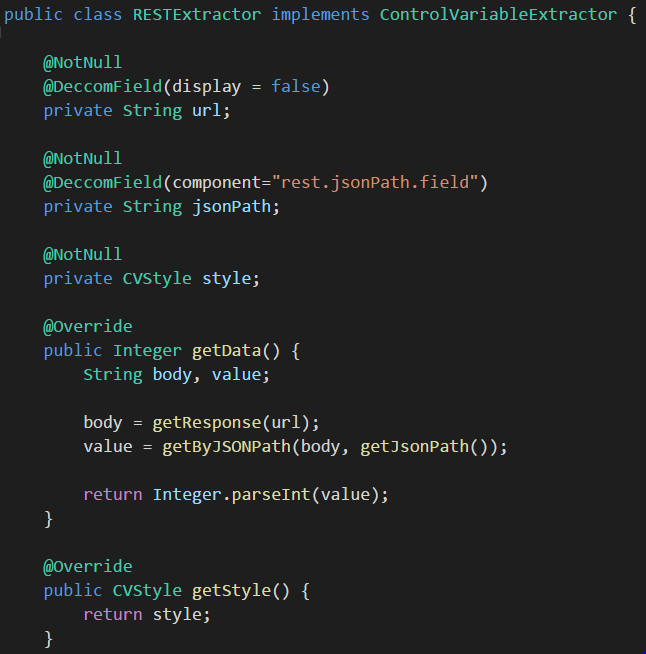 public class RESTExtractor implements ControlVariableExtractor {
@NotNull
@DeccomField(display = false)
private String url;
@NotNull
@DeccomField(component="rest.jsonPath.field")
private String jsonPath;
@NotNull
private CVStyle style;
@Override
public Integer getData() {
String body, value;
body = getResponse(url);
value = getByJSONPath(body, getJsonPath());
return Integer.parseInt(value);
}
@Override
public CVStyle getStyle() {
return style;
}